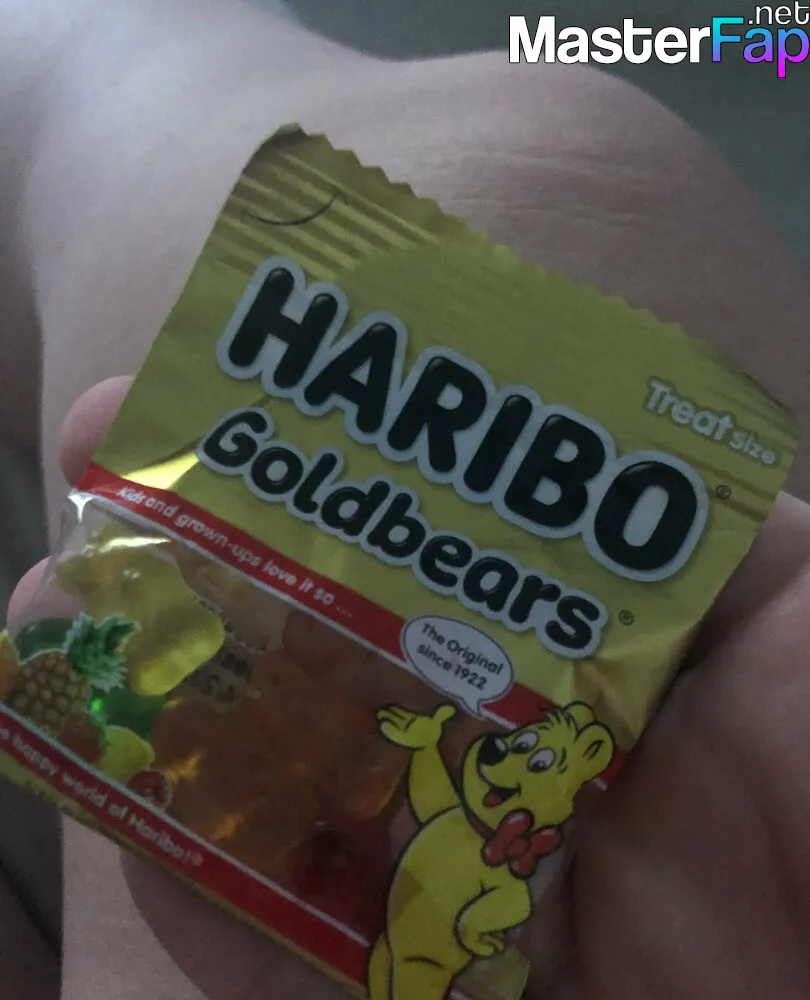 .net
MasterFap
HARIBO
Treat size
®
Goldbears
®
Kids and grown-ups love it so ...
The Original
since 1922
happy world of Haribo!®